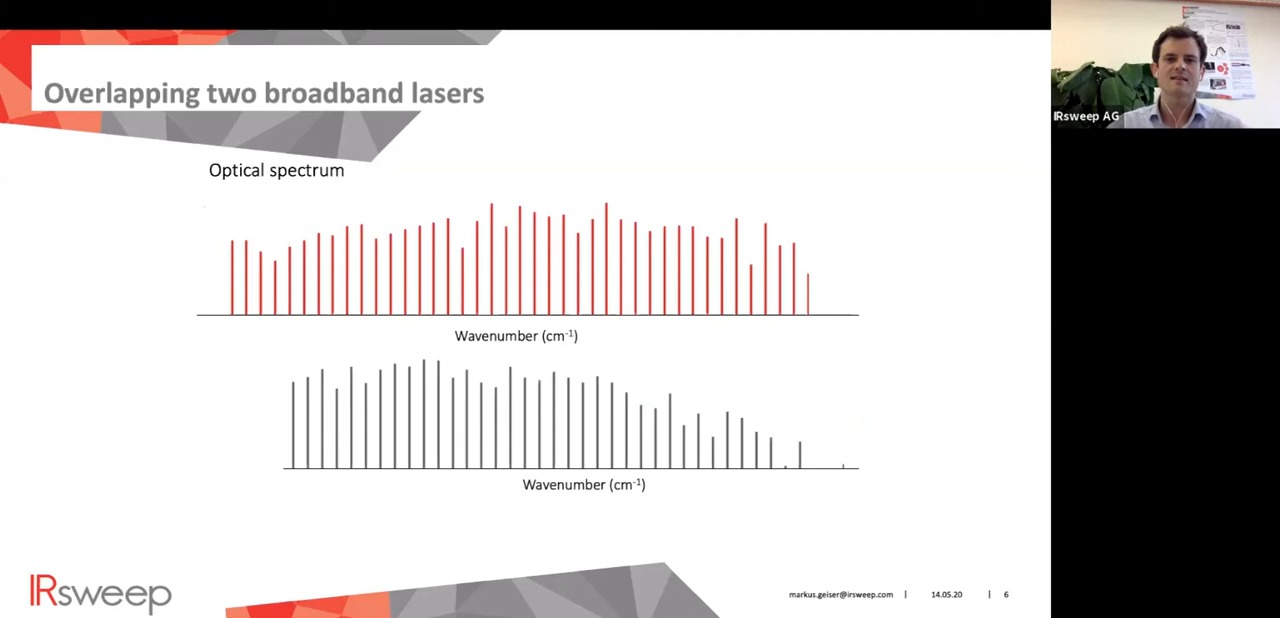 Overlapping two broadband lasers
IRsweep AG
Optical spectrum
Wavenumber (cm-1)
Wavenumber (cm-1)
IRsweep
markus.geiser@irsweep.com | 14.05.20 | 6